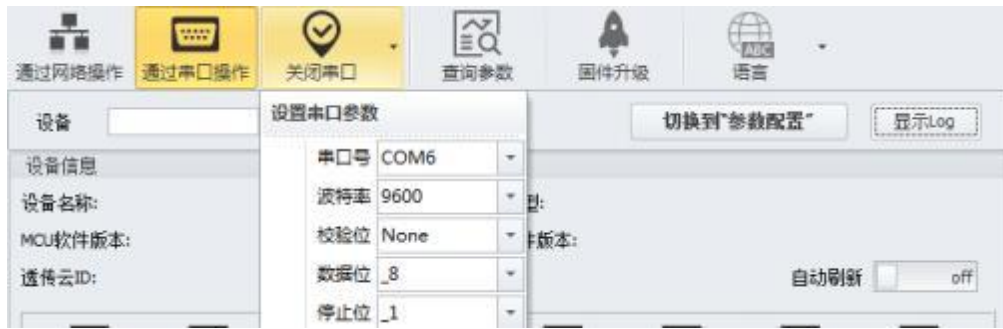 通过网络操作 通过串口操作 关闭串口 查询参数 固件升级 ABC 语言
设备 设置串口参数 切换到"参数配置" 显示Log
设备信息 串口号 COM6
设备名称: 波特率 9600 型:
MCU软件版本: 校验位 None 件版本:
透传云ID: 数据位 _8 自动刷新 off
停止位 _1